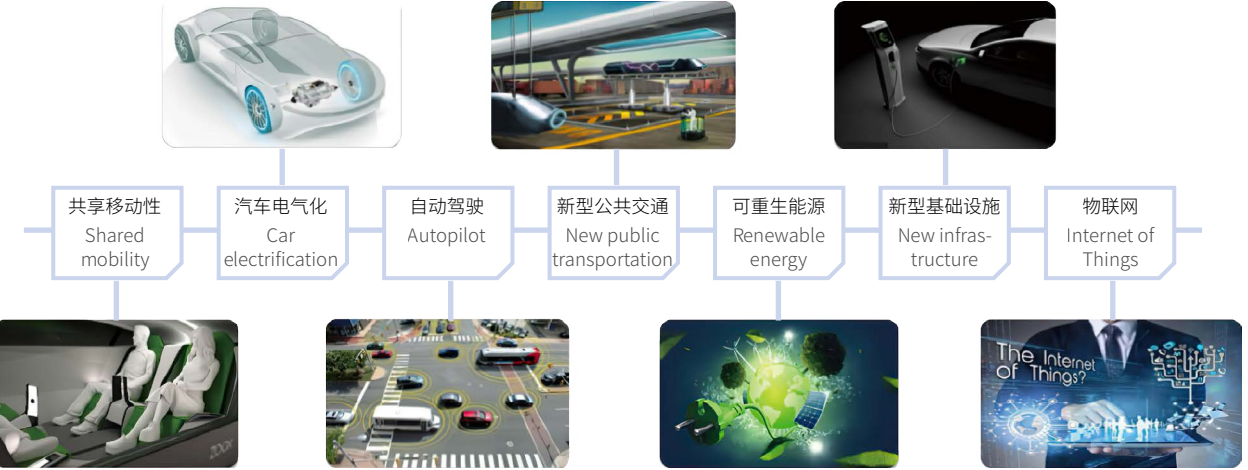 共享移动性
Shared
mobility
汽车电气化
Car
electrification
自动驾驶
Autopilot
新型公共交通
New public
transportation
可重生能源
Renewable
energy
新型基础设施
New infras-
tructure
物联网
Internet of
Things
ZOOX
The Internet
of Things?